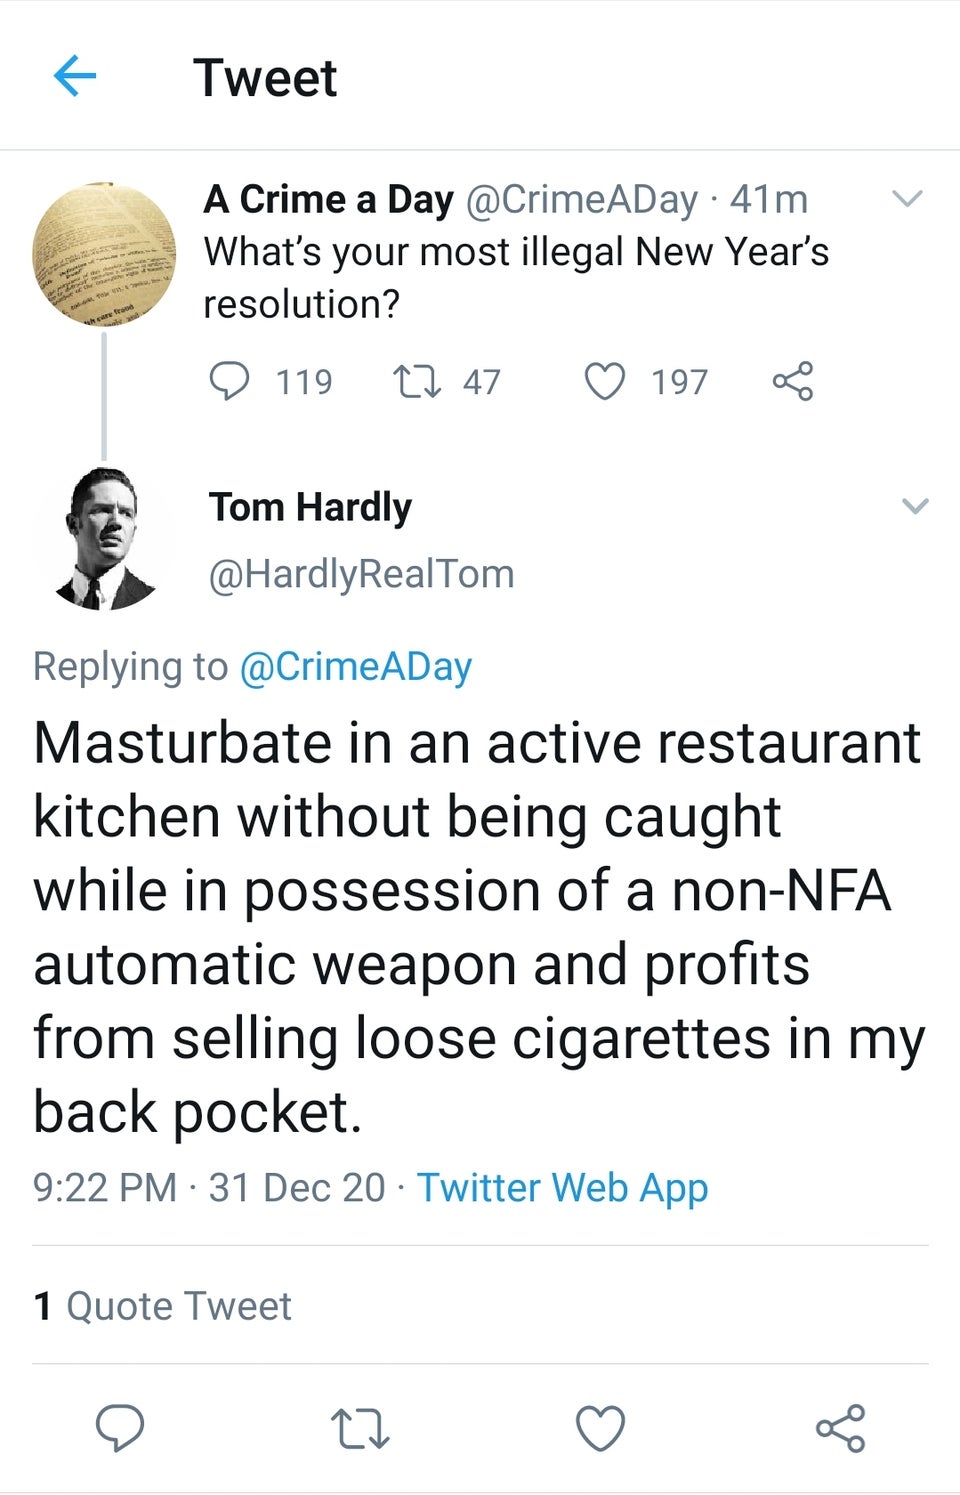 Tweet
A Crime a Day @CrimeADay · 41m
What's your most illegal New Year's
resolution?
119 47 197
Tom Hardly
@HardlyRealTom
Replying to @CrimeADay
Masturbate in an active restaurant
kitchen without being caught
while in possession of a non-NFA
automatic weapon and profits
from selling loose cigarettes in my
back pocket.
9:22 PM · 31 Dec 20 · Twitter Web App
1 Quote Tweet